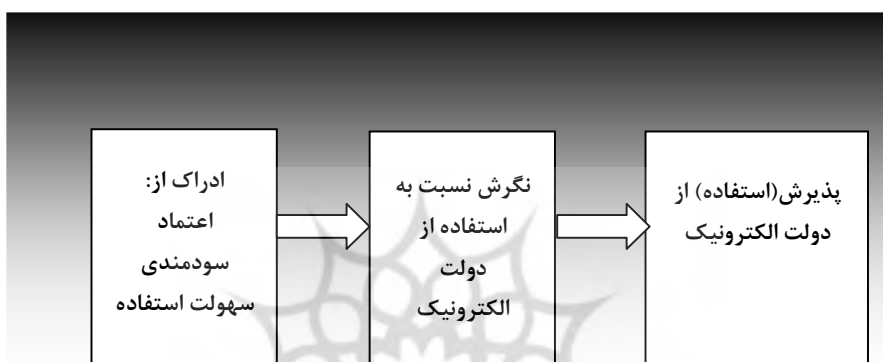 ادراک از:
اعتماد
سودمندی
سهولت استفاده
نگرش نسبت به
استفاده از
دولت
الکترونیک
پذیرش(استفاده) از
دولت الکترونیک